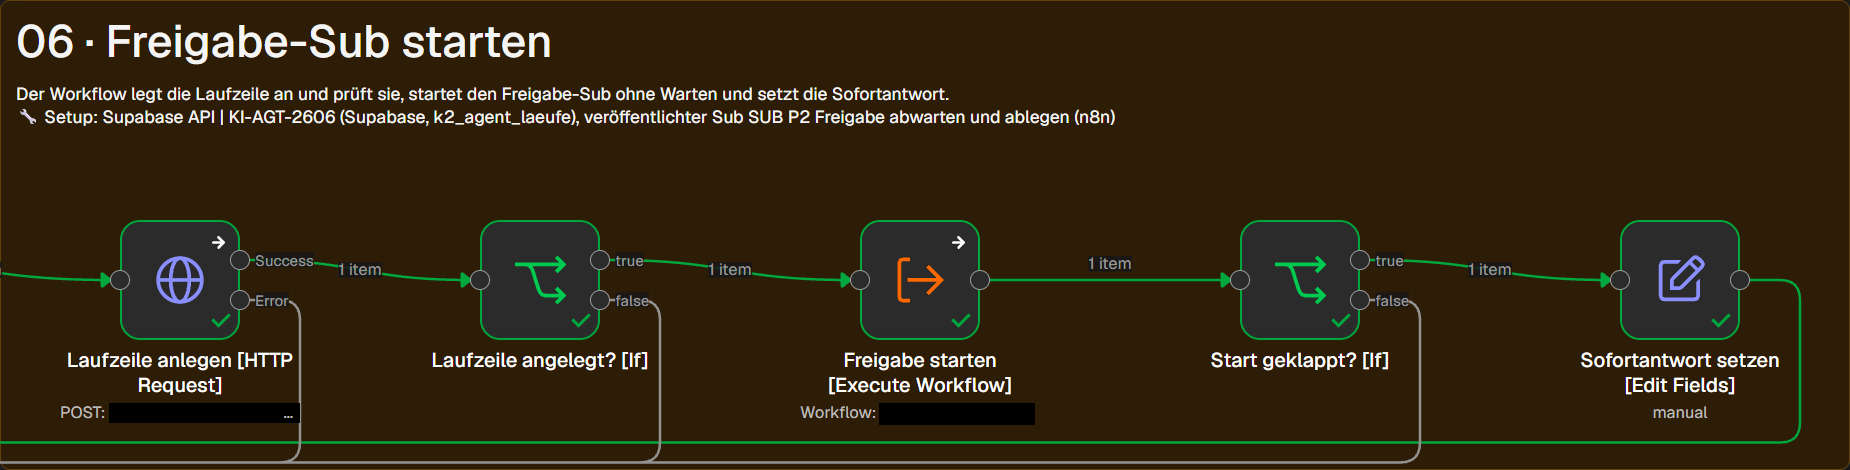 06 · Freigabe-Sub starten
Der Workflow legt die Laufzeile an und prüft sie, startet den Freigabe-Sub ohne Warten und setzt die Sofortantwort.
🔧 Setup: Supabase API | KI-AGT-2606 (Supabase, k2_agent_laeufe), veröffentlichter Sub SUB P2 Freigabe abwarten und ablegen (n8n)
Success
1 item
Error
true
1 item
false
1 item
true
1 item
false
Laufzeile anlegen [HTTP
Request]
POST: ...
Laufzeile angelegt? [If]
Freigabe starten
[Execute Workflow]
Workflow:
Start geklappt? [If]
Sofortantwort setzen
[Edit Fields]
manual